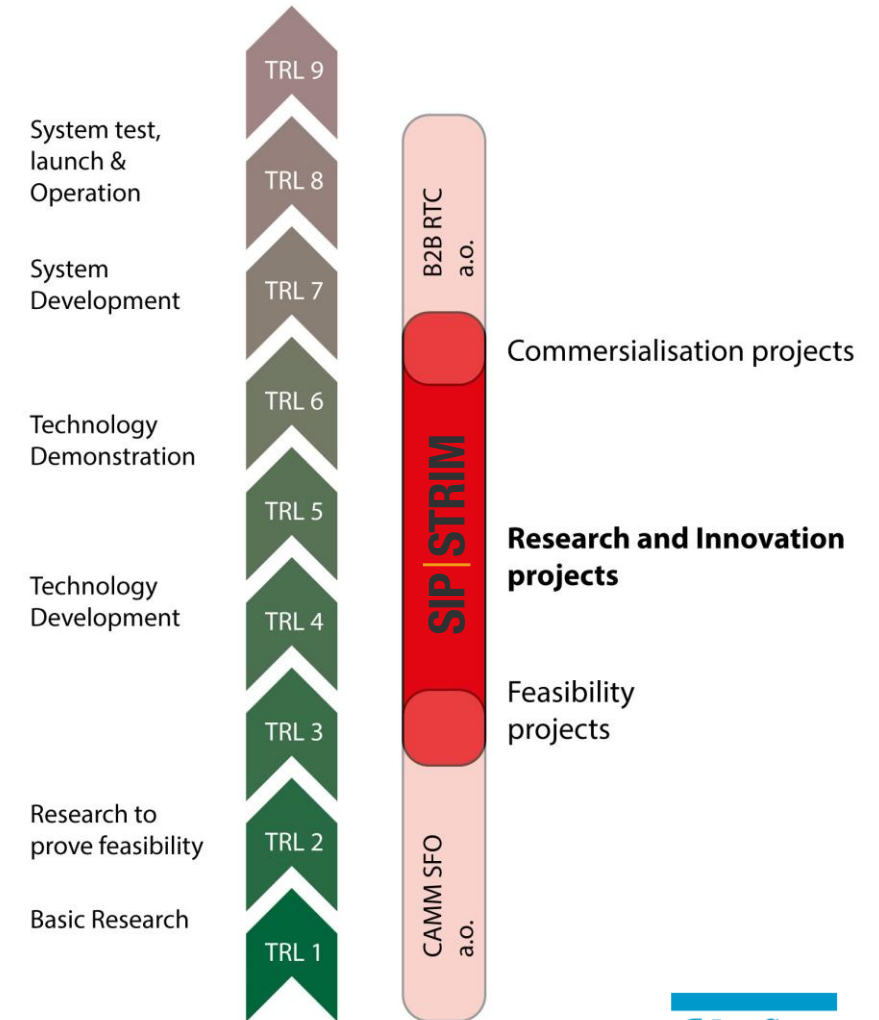 TRL 9
System test,
launch &
Operation
TRL 8
System
Development
TRL 7
TRL 6
Technology
Demonstration
TRL 5
Technology
Development
TRL 4
TRL 3
Research to
prove feasibility
TRL 2
Basic Research
TRL 1
B2B RTC
a.o.
SIP|STRIM
CAMM SFO
a.o.
Commersialisation projects
Research and Innovation
projects
Feasibility
projects